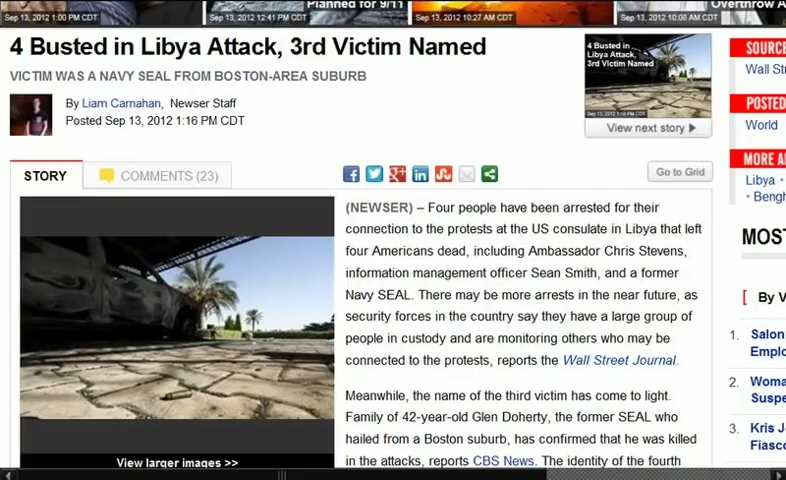 Planned for 9/11
Overthrow A
Sep 13, 2012 1:00 PM CDT
Sep 13, 2012 12:41 PM CDT
Sep 13, 2012 10:27 AM CDT
Sep 13, 2012 10:06 AM CDT
4 Busted in Libya Attack, 3rd Victim Named
VICTIM WAS A NAVY SEAL FROM BOSTON-AREA SUBURB
By Liam Carnahan, Newser Staff
Posted Sep 13, 2012 1:16 PM CDT
4 Busted in
Libya Attack,
3rd Victim Named
Sep 13, 2012 1:16 PM CDT
View next story
STORY
COMMENTS (23)
Go to Grid
(NEWSER) – Four people have been arrested for their
connection to the protests at the US consulate in Libya that left
four Americans dead, including Ambassador Chris Stevens,
information management officer Sean Smith, and a former
Navy SEAL. There may be more arrests in the near future, as
security forces in the country say they have a large group of
people in custody and are monitoring others who may be
connected to the protests, reports the Wall Street Journal.
Meanwhile, the name of the third victim has come to light.
Family of 42-year-old Glen Doherty, the former SEAL who
hailed from a Boston suburb, has confirmed that he was killed
in the attacks, reports CBS News. The identity of the fourth
View larger images >>
SOURCE
Wall Str
POSTED
World
MORE A
Libya •
• Bengh
MOST
[ By V
1. Salon
Emplo
2. Woma
Suspe
3. Kris J
Fiasco